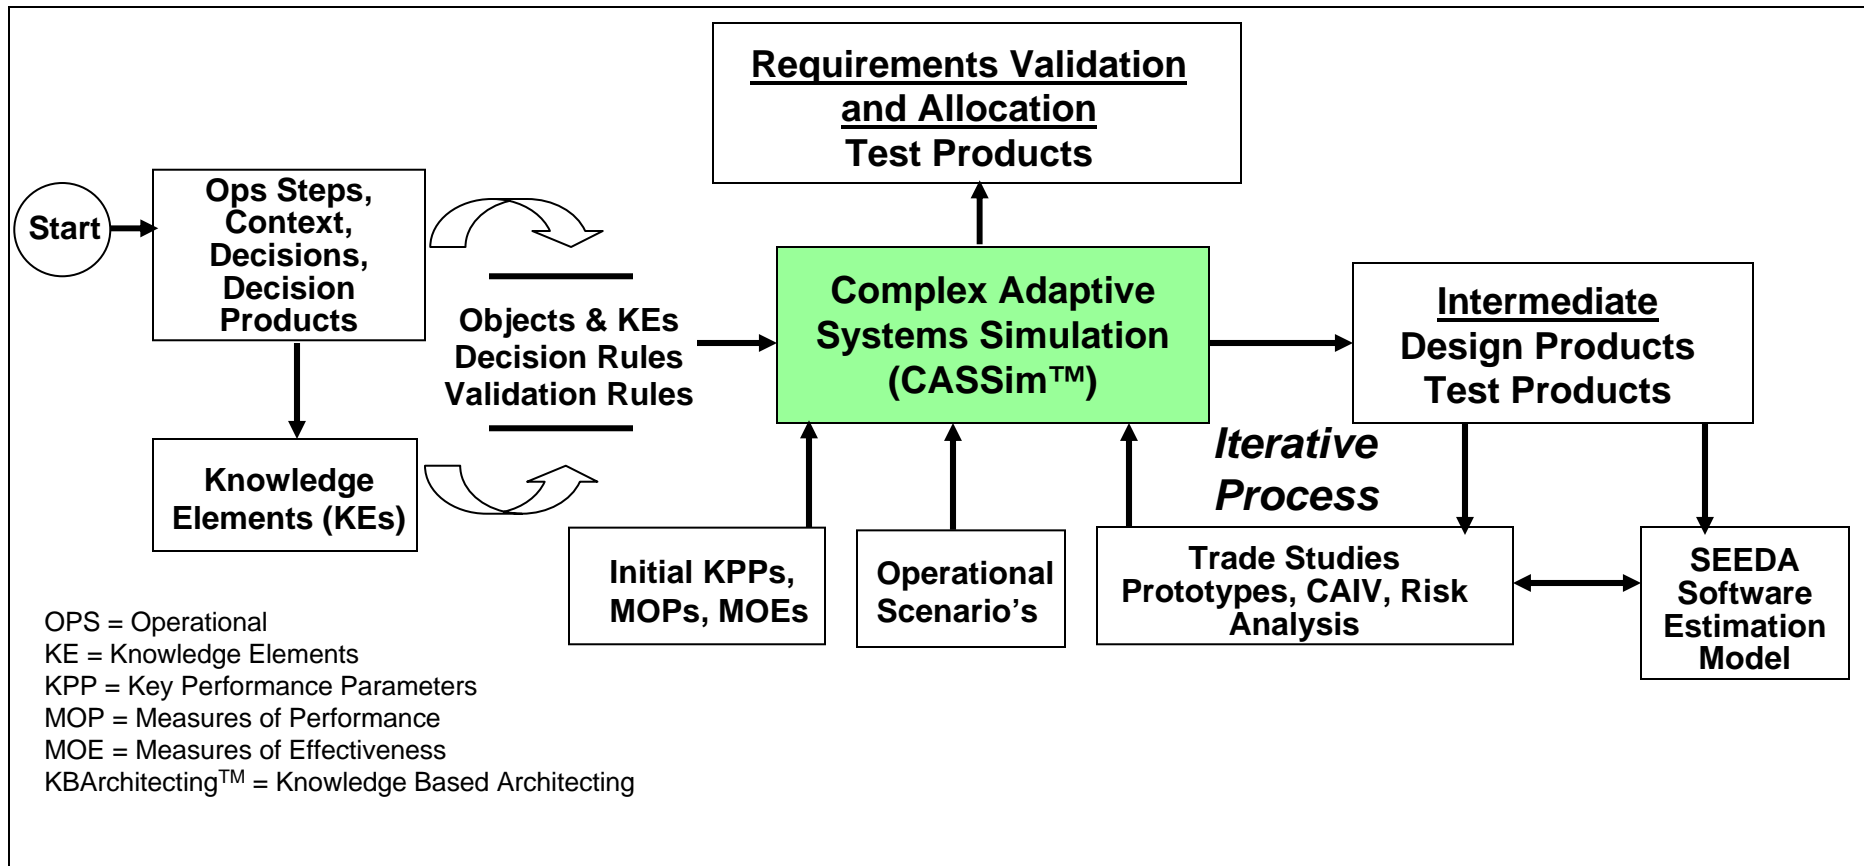 Requirements Validation
and Allocation
Test Products
Start
Ops Steps,
Context,
Decisions,
Decision
Products
Objects & KEs
Decision Rules
Validation Rules
Complex Adaptive
Systems Simulation
(CASSim™)
Intermediate
Design Products
Test Products
Iterative
Process
Knowledge
Elements (KEs)
Initial KPPs,
MOPs, MOEs
Operational
Scenario’s
Trade Studies
Prototypes, CAIV, Risk
Analysis
SEEDA
Software
Estimation
Model
OPS = Operational
KE = Knowledge Elements
KPP = Key Performance Parameters
MOP = Measures of Performance
MOE = Measures of Effectiveness
KBArchitecting™ = Knowledge Based Architecting